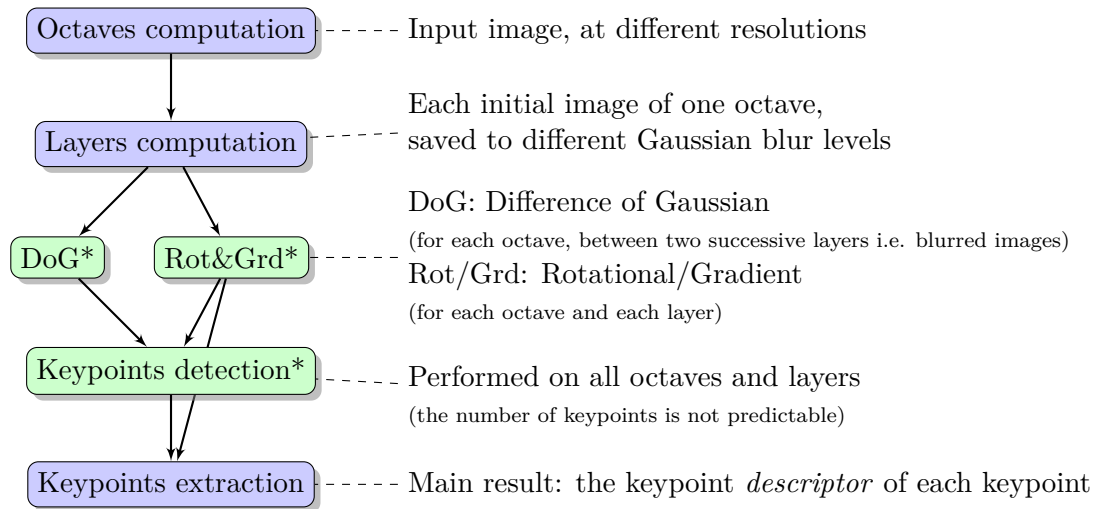 Octaves computation
Input image, at different resolutions
Layers computation
Each initial image of one octave,
saved to different Gaussian blur levels
DoG*
Rot&Grd*
DoG: Difference of Gaussian
(for each octave, between two successive layers i.e. blurred images)
Rot/Grd: Rotational/Gradient
(for each octave and each layer)
Keypoints detection*
Performed on all octaves and layers
(the number of keypoints is not predictable)
Keypoints extraction
Main result: the keypoint descriptor of each keypoint